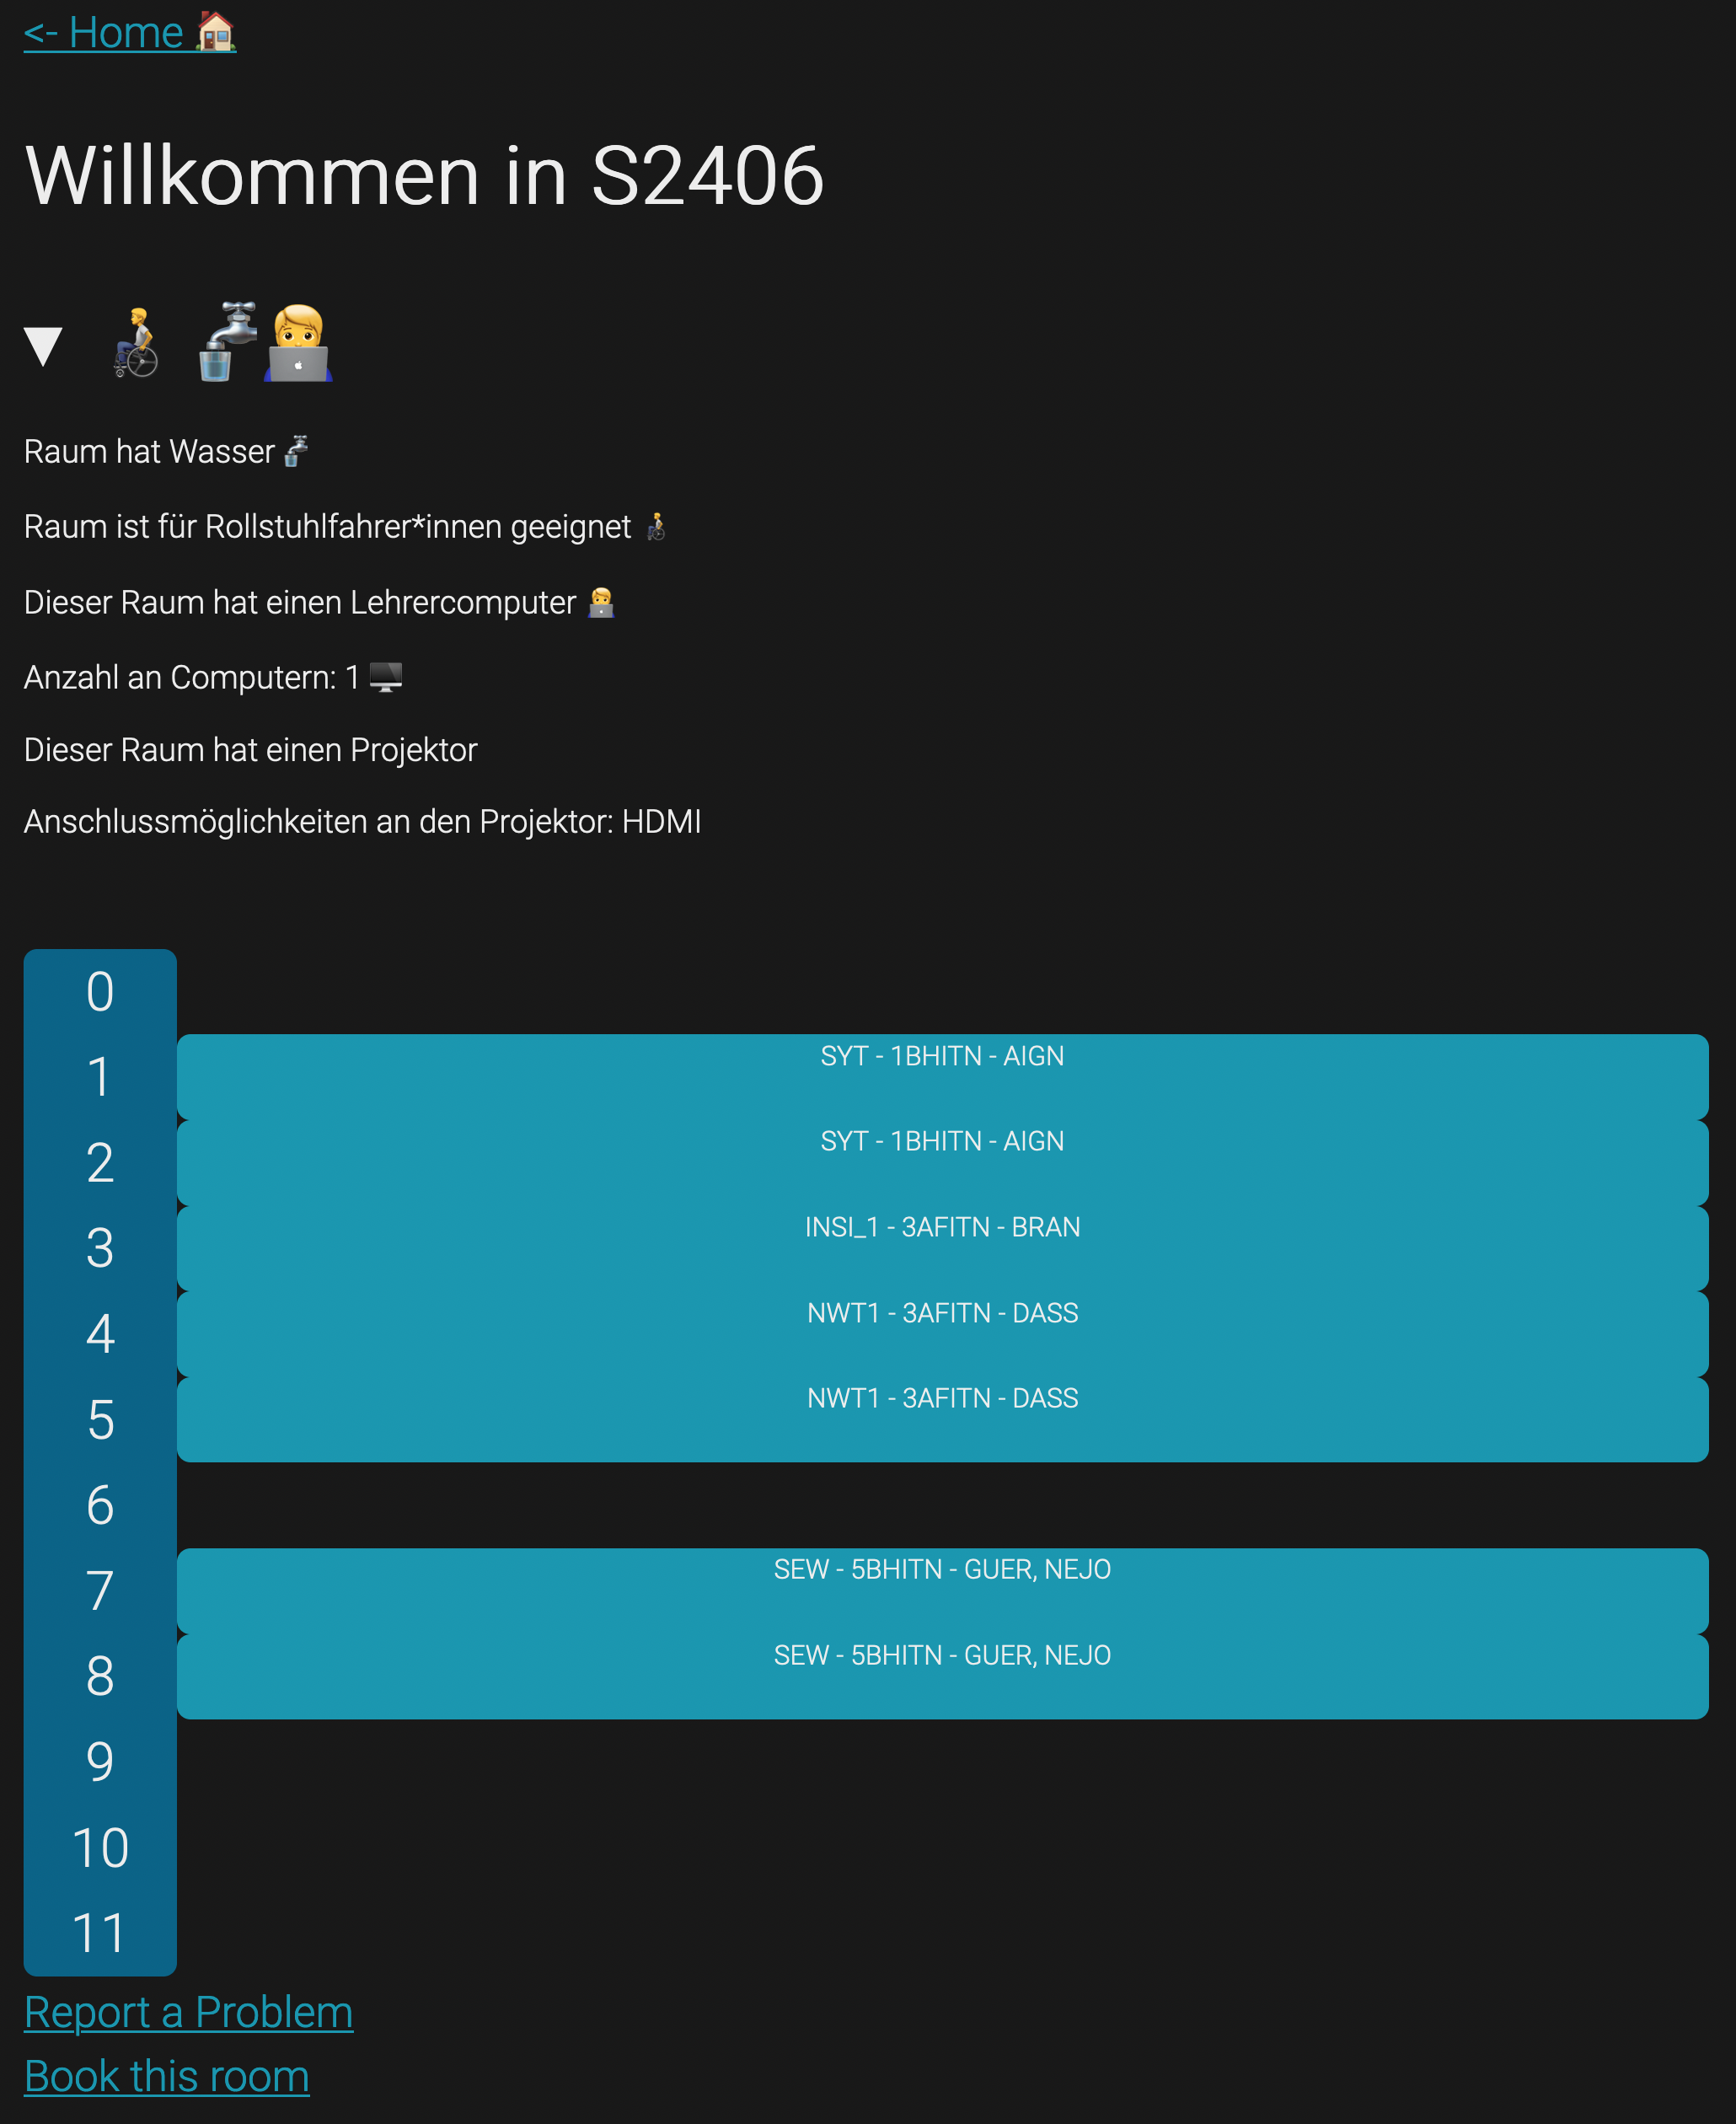 <- Home 🏠
Willkommen in S2406
▼ 👨‍🦽 🚰 🧑‍💻
Raum hat Wasser 🚰
Raum ist für Rollstuhlfahrer*innen geeignet 👨‍🦽
Dieser Raum hat einen Lehrercomputer 🧑‍💻
Anzahl an Computern: 1 🖥️
Dieser Raum hat einen Projektor
Anschlussmöglichkeiten an den Projektor: HDMI
0
1 SYT - 1BHITN - AIGN
2 SYT - 1BHITN - AIGN
3 INSI_1 - 3AFITN - BRAN
4 NWT1 - 3AFITN - DASS
5 NWT1 - 3AFITN - DASS
6
7 SEW - 5BHITN - GUER, NEJO
8 SEW - 5BHITN - GUER, NEJO
9
10
11
Report a Problem
Book this room